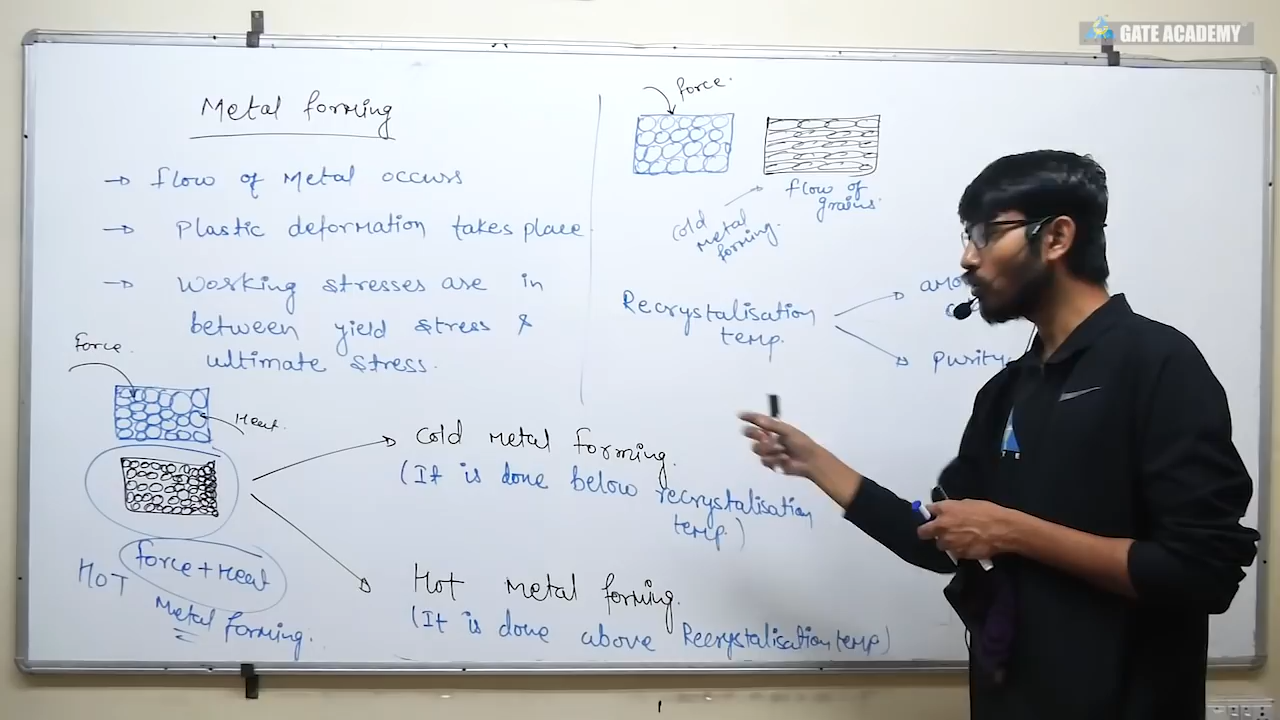 GATE ACADEMY
Metal forming
→ flow of Metal occurs
→ Plastic deformation takes place
→ Working stresses are in
between yield stress &
ultimate stress.
force.
Heat.
HOT
force + Heat
Metal forming.
Cold Metal forming.
(It is done below recrystalisation
temp.)
Hot Metal forming.
(It is done above Recrystalisation temp)
force.
flow of
grains.
cold
metal
forming.
Recrystalisation
temp.
purity